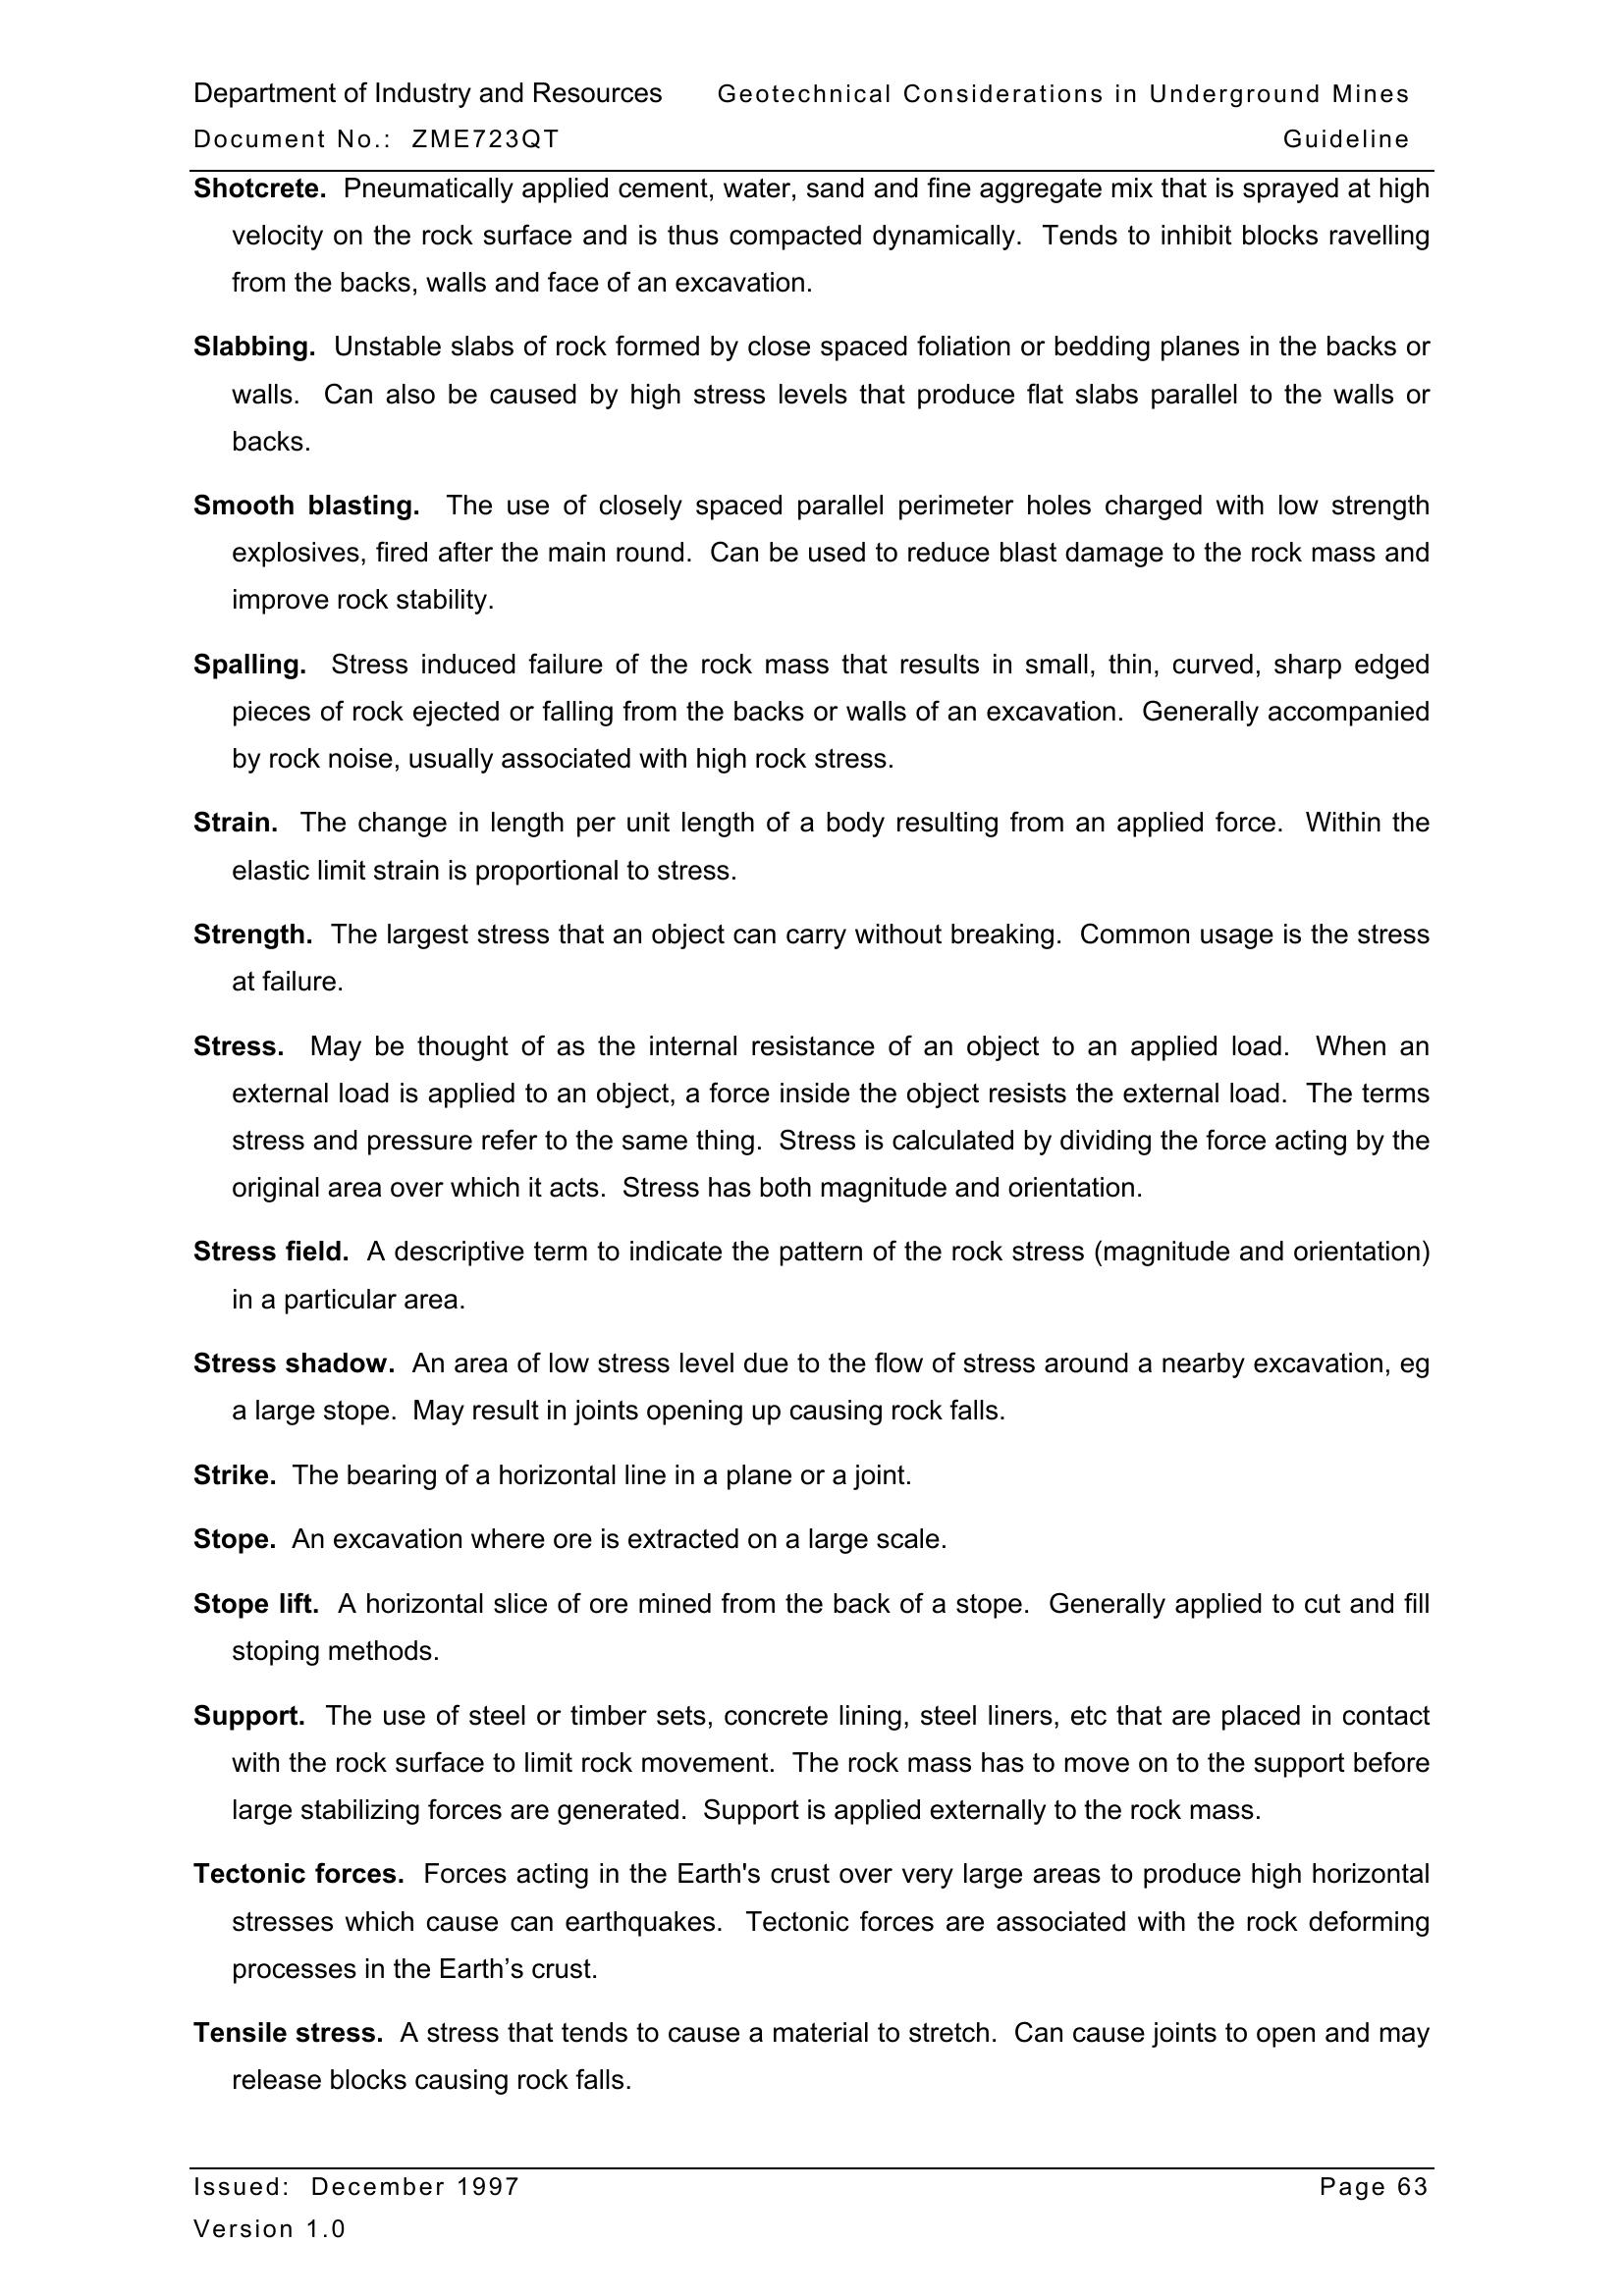 Department of Industry and Resources Geotechnical Considerations in Underground Mines
Document No.: ZME723QT Guideline
Shotcrete. Pneumatically applied cement, water, sand and fine aggregate mix that is sprayed at high
velocity on the rock surface and is thus compacted dynamically. Tends to inhibit blocks ravelling
from the backs, walls and face of an excavation.
Slabbing. Unstable slabs of rock formed by close spaced foliation or bedding planes in the backs or
walls. Can also be caused by high stress levels that produce flat slabs parallel to the walls or
backs.
Smooth blasting. The use of closely spaced parallel perimeter holes charged with low strength
explosives, fired after the main round. Can be used to reduce blast damage to the rock mass and
improve rock stability.
Spalling. Stress induced failure of the rock mass that results in small, thin, curved, sharp edged
pieces of rock ejected or falling from the backs or walls of an excavation. Generally accompanied
by rock noise, usually associated with high rock stress.
Strain. The change in length per unit length of a body resulting from an applied force. Within the
elastic limit strain is proportional to stress.
Strength. The largest stress that an object can carry without breaking. Common usage is the stress
at failure.
Stress. May be thought of as the internal resistance of an object to an applied load. When an
external load is applied to an object, a force inside the object resists the external load. The terms
stress and pressure refer to the same thing. Stress is calculated by dividing the force acting by the
original area over which it acts. Stress has both magnitude and orientation.
Stress field. A descriptive term to indicate the pattern of the rock stress (magnitude and orientation)
in a particular area.
Stress shadow. An area of low stress level due to the flow of stress around a nearby excavation, eg
a large stope. May result in joints opening up causing rock falls.
Strike. The bearing of a horizontal line in a plane or a joint.
Stope. An excavation where ore is extracted on a large scale.
Stope lift. A horizontal slice of ore mined from the back of a stope. Generally applied to cut and fill
stoping methods.
Support. The use of steel or timber sets, concrete lining, steel liners, etc that are placed in contact
with the rock surface to limit rock movement. The rock mass has to move on to the support before
large stabilizing forces are generated. Support is applied externally to the rock mass.
Tectonic forces. Forces acting in the Earth's crust over very large areas to produce high horizontal
stresses which cause can earthquakes. Tectonic forces are associated with the rock deforming
processes in the Earth’s crust.
Tensile stress. A stress that tends to cause a material to stretch. Can cause joints to open and may
release blocks causing rock falls.
Issued: December 1997 Page 63
Version 1.0